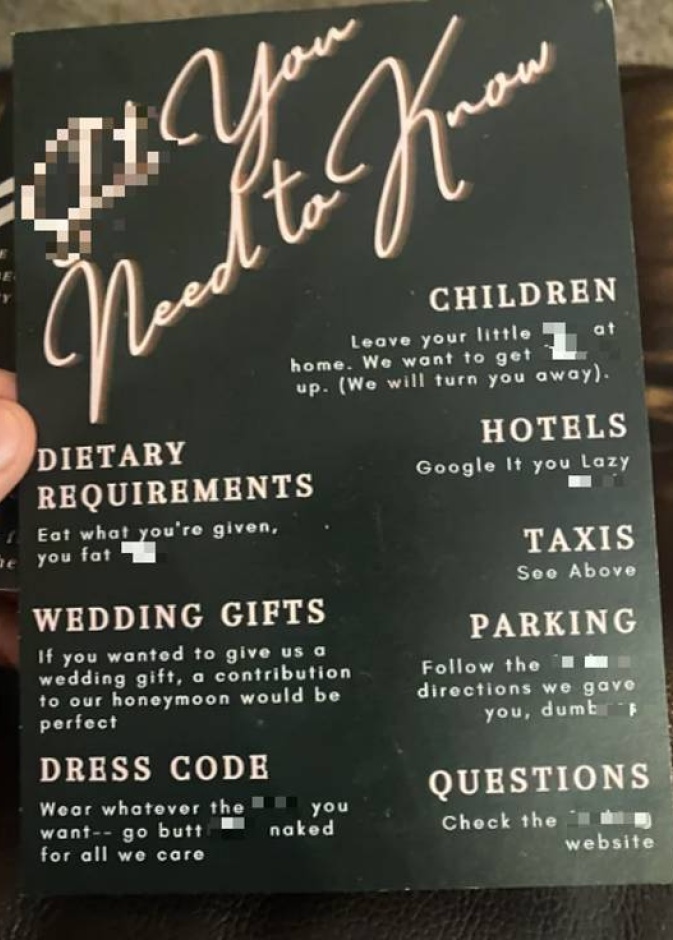 You
Need to Know
CHILDREN
Leave your little at
home. We want to get
up. (We will turn you away).
HOTELS
Google It you Lazy
TAXIS
See Above
PARKING
Follow the
directions we gave
you,
QUESTIONS
Check the
website
DIETARY
REQUIREMENTS
Eat what you're given,
you fat
WEDDING GIFTS
If you wanted to give us a
wedding gift, a contribution
to our honeymoon would be
perfect
DRESS CODE
Wear whatever the you
want-- go butt naked
for all we care